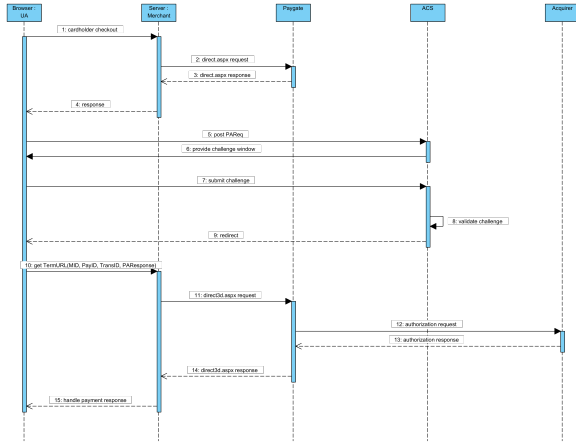 Browser :
UA
Server :
Merchant
Paygate
ACS
Acquirer
1: cardholder checkout
2: direct.aspx request
3: direct.aspx response
4: response
5: post PAReq
6: provide challenge window
7: submit challenge
8: validate challenge
9: redirect
10: get TermURL(MID, PayID, TransID, PAResponse)
11: direct3d.aspx request
12: authorization request
13: authorization response
14: direct3d.aspx response
15: handle payment response